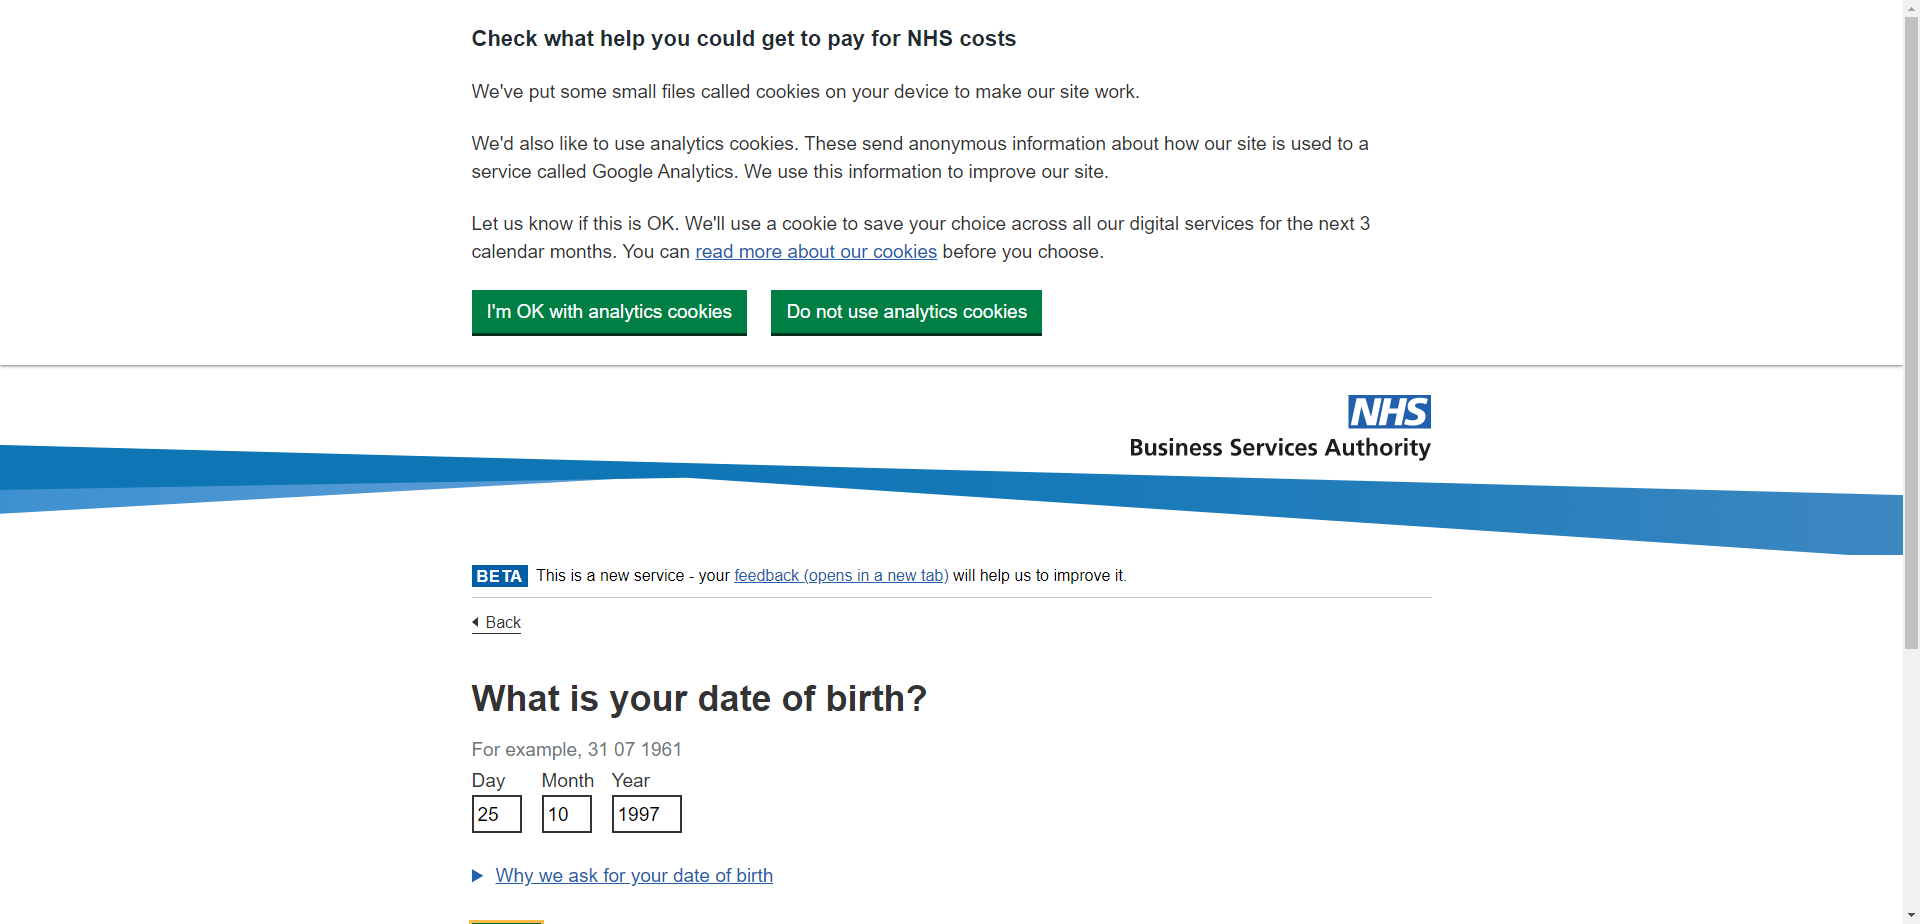 Check what help you could get to pay for NHS costs
We've put some small files called cookies on your device to make our site work.
We'd also like to use analytics cookies. These send anonymous information about how our site is used to a
service called Google Analytics. We use this information to improve our site.
Let us know if this is OK. We'll use a cookie to save your choice across all our digital services for the next 3
calendar months. You can read more about our cookies before you choose.
I'm OK with analytics cookies Do not use analytics cookies
NHS
Business Services Authority
BETA This is a new service - your feedback (opens in a new tab) will help us to improve it.
Back
What is your date of birth?
For example, 31 07 1961
Day Month Year
25 10 1997
Why we ask for your date of birth